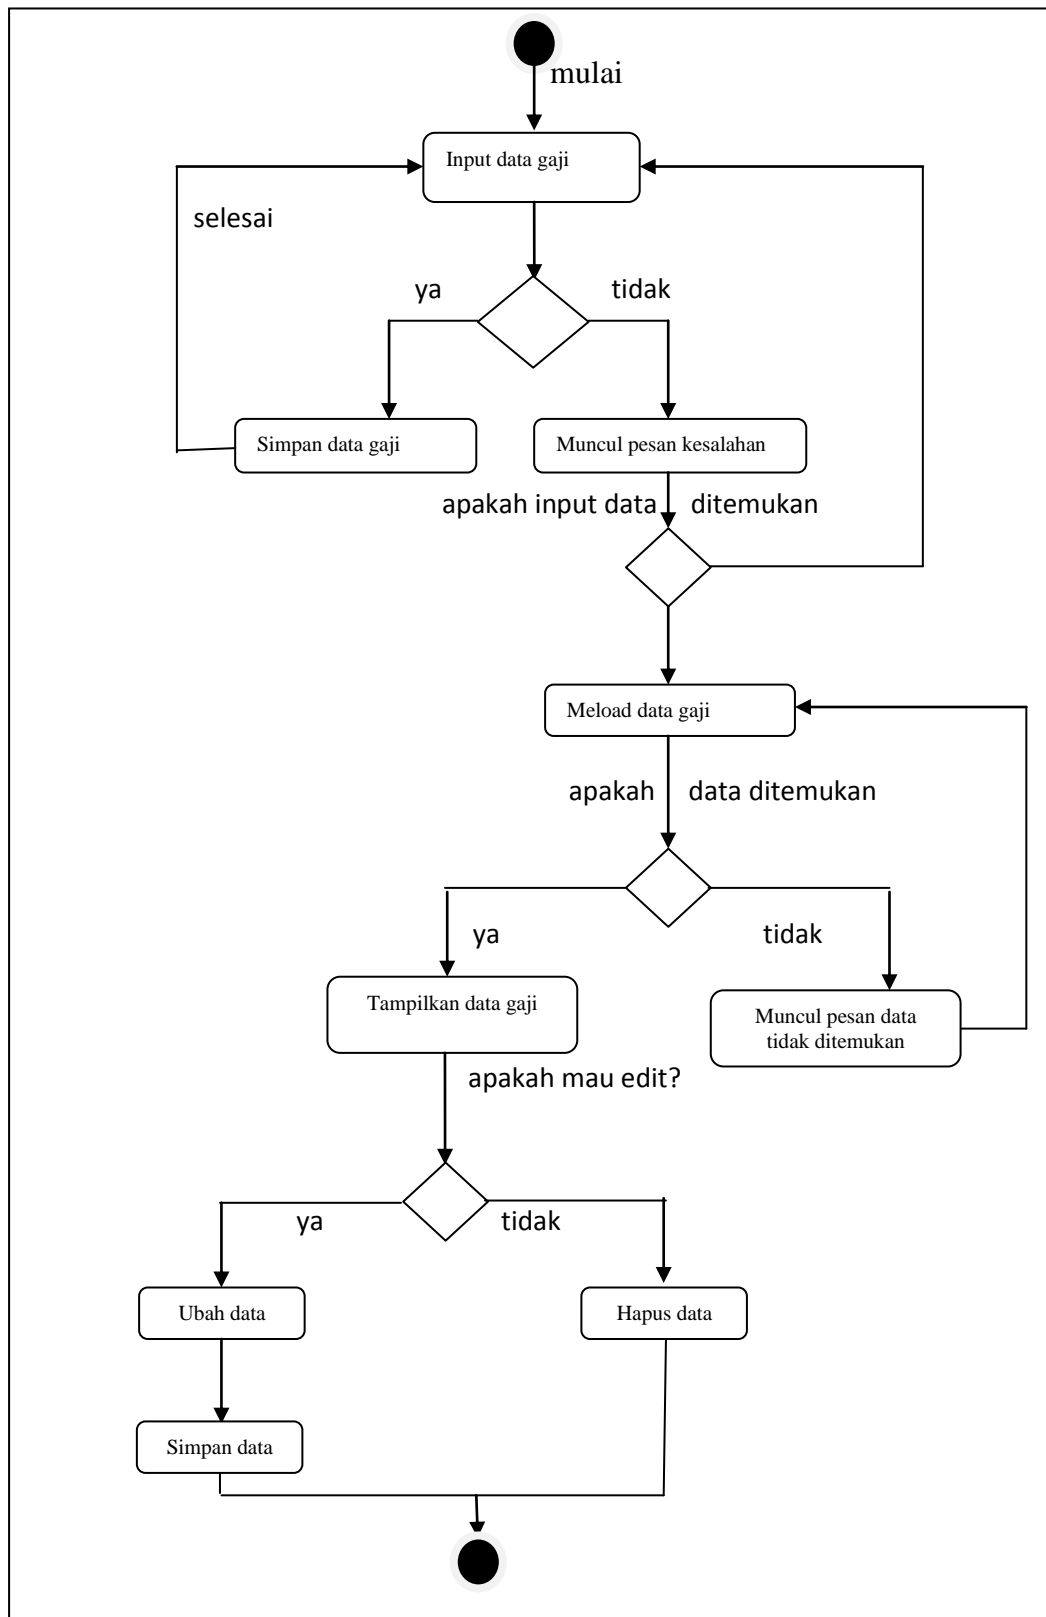 mulai
Input data gaji
selesai
ya
tidak
Simpan data gaji
Muncul pesan kesalahan
apakah input data ditemukan
Meload data gaji
apakah data ditemukan
ya
tidak
Tampilkan data gaji
Muncul pesan data
tidak ditemukan
apakah mau edit?
ya
tidak
Ubah data
Hapus data
Simpan data